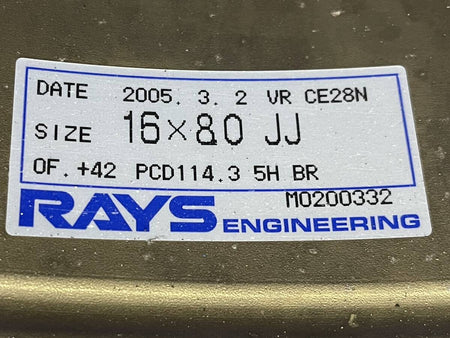 DATE 2005. 3. 2 VR CE28N
SIZE 16×8.0 JJ
OF. +42 PCD114.3 5H BR
M0200332
RAYS ENGINEERING